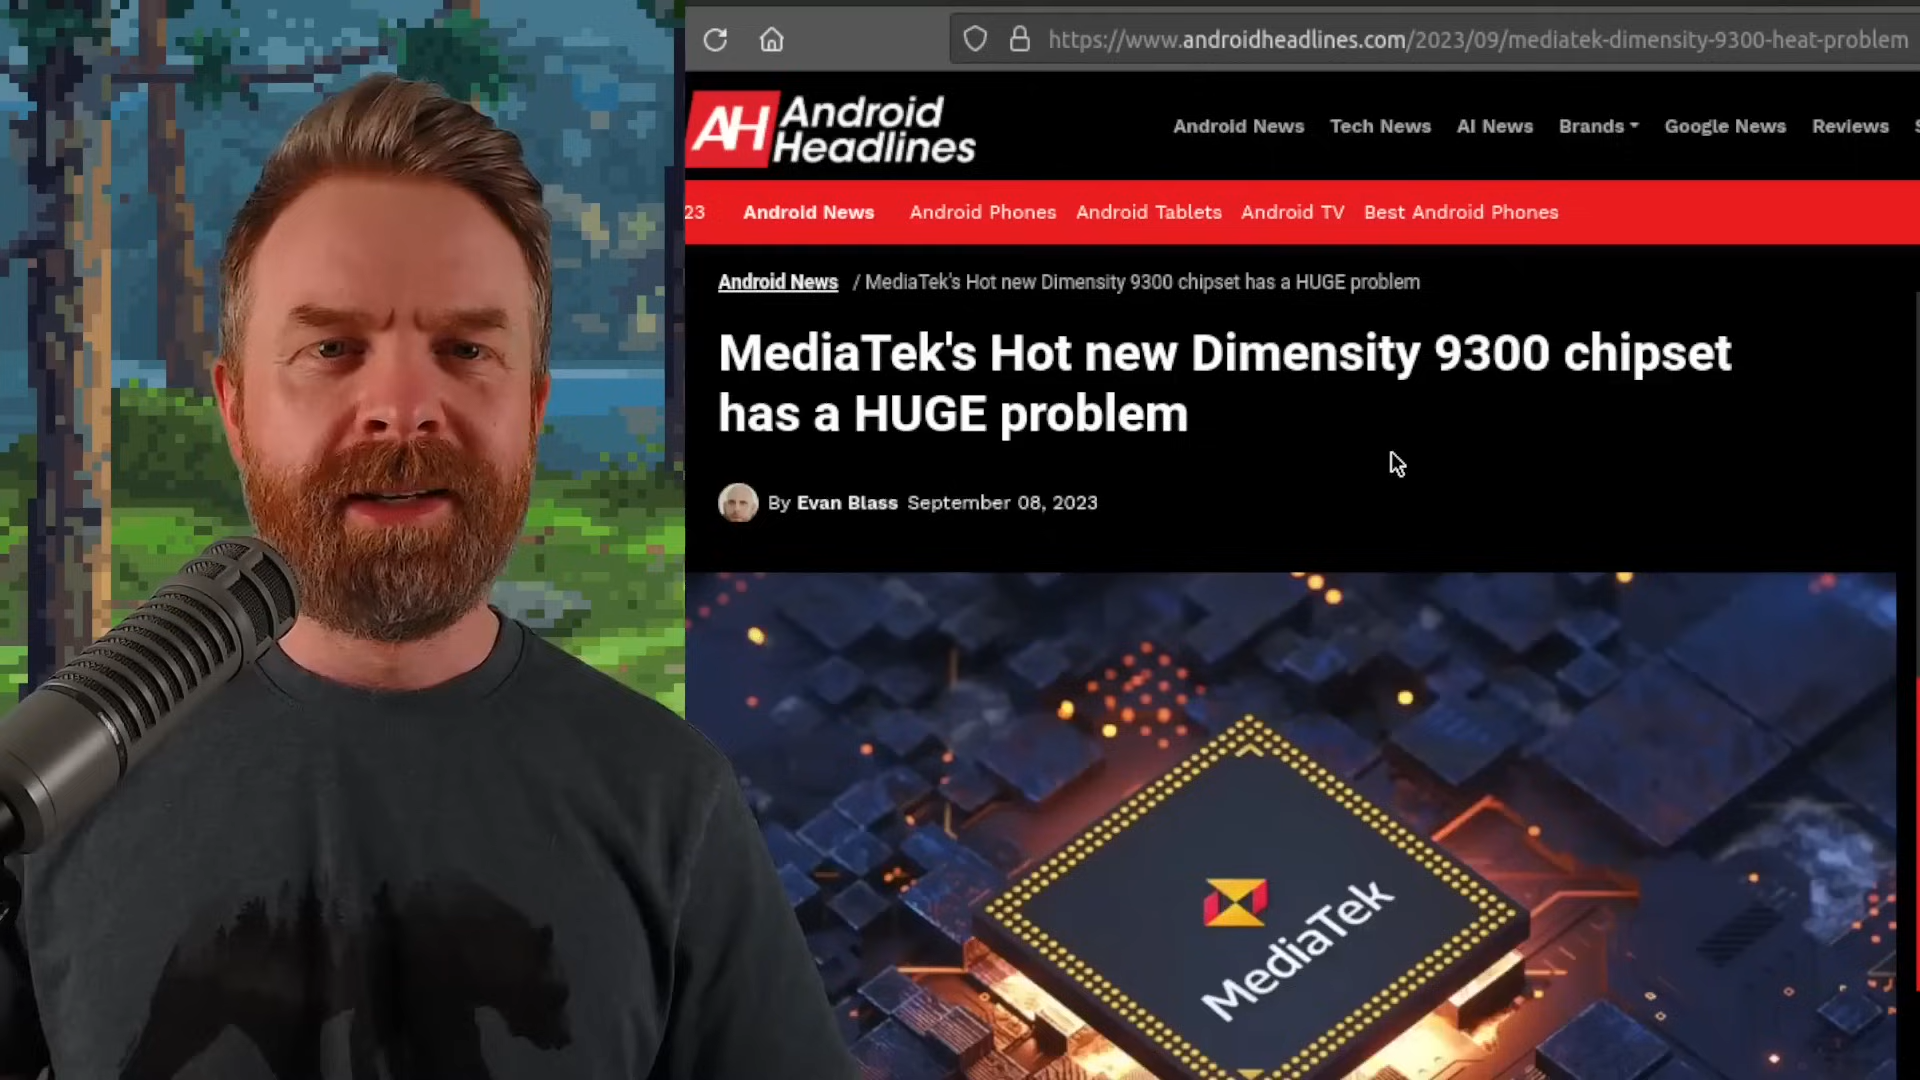 https://www.androidheadlines.com/2023/09/mediatek-dimensity-9300-heat-problem
AH Android
Headlines
Android News Tech News AI News Brands Google News Reviews
23 Android News Android Phones Android Tablets Android TV Best Android Phones
Android News / MediaTek's Hot new Dimensity 9300 chipset has a HUGE problem
MediaTek's Hot new Dimensity 9300 chipset
has a HUGE problem
By Evan Blass September 08, 2023
MediaTek